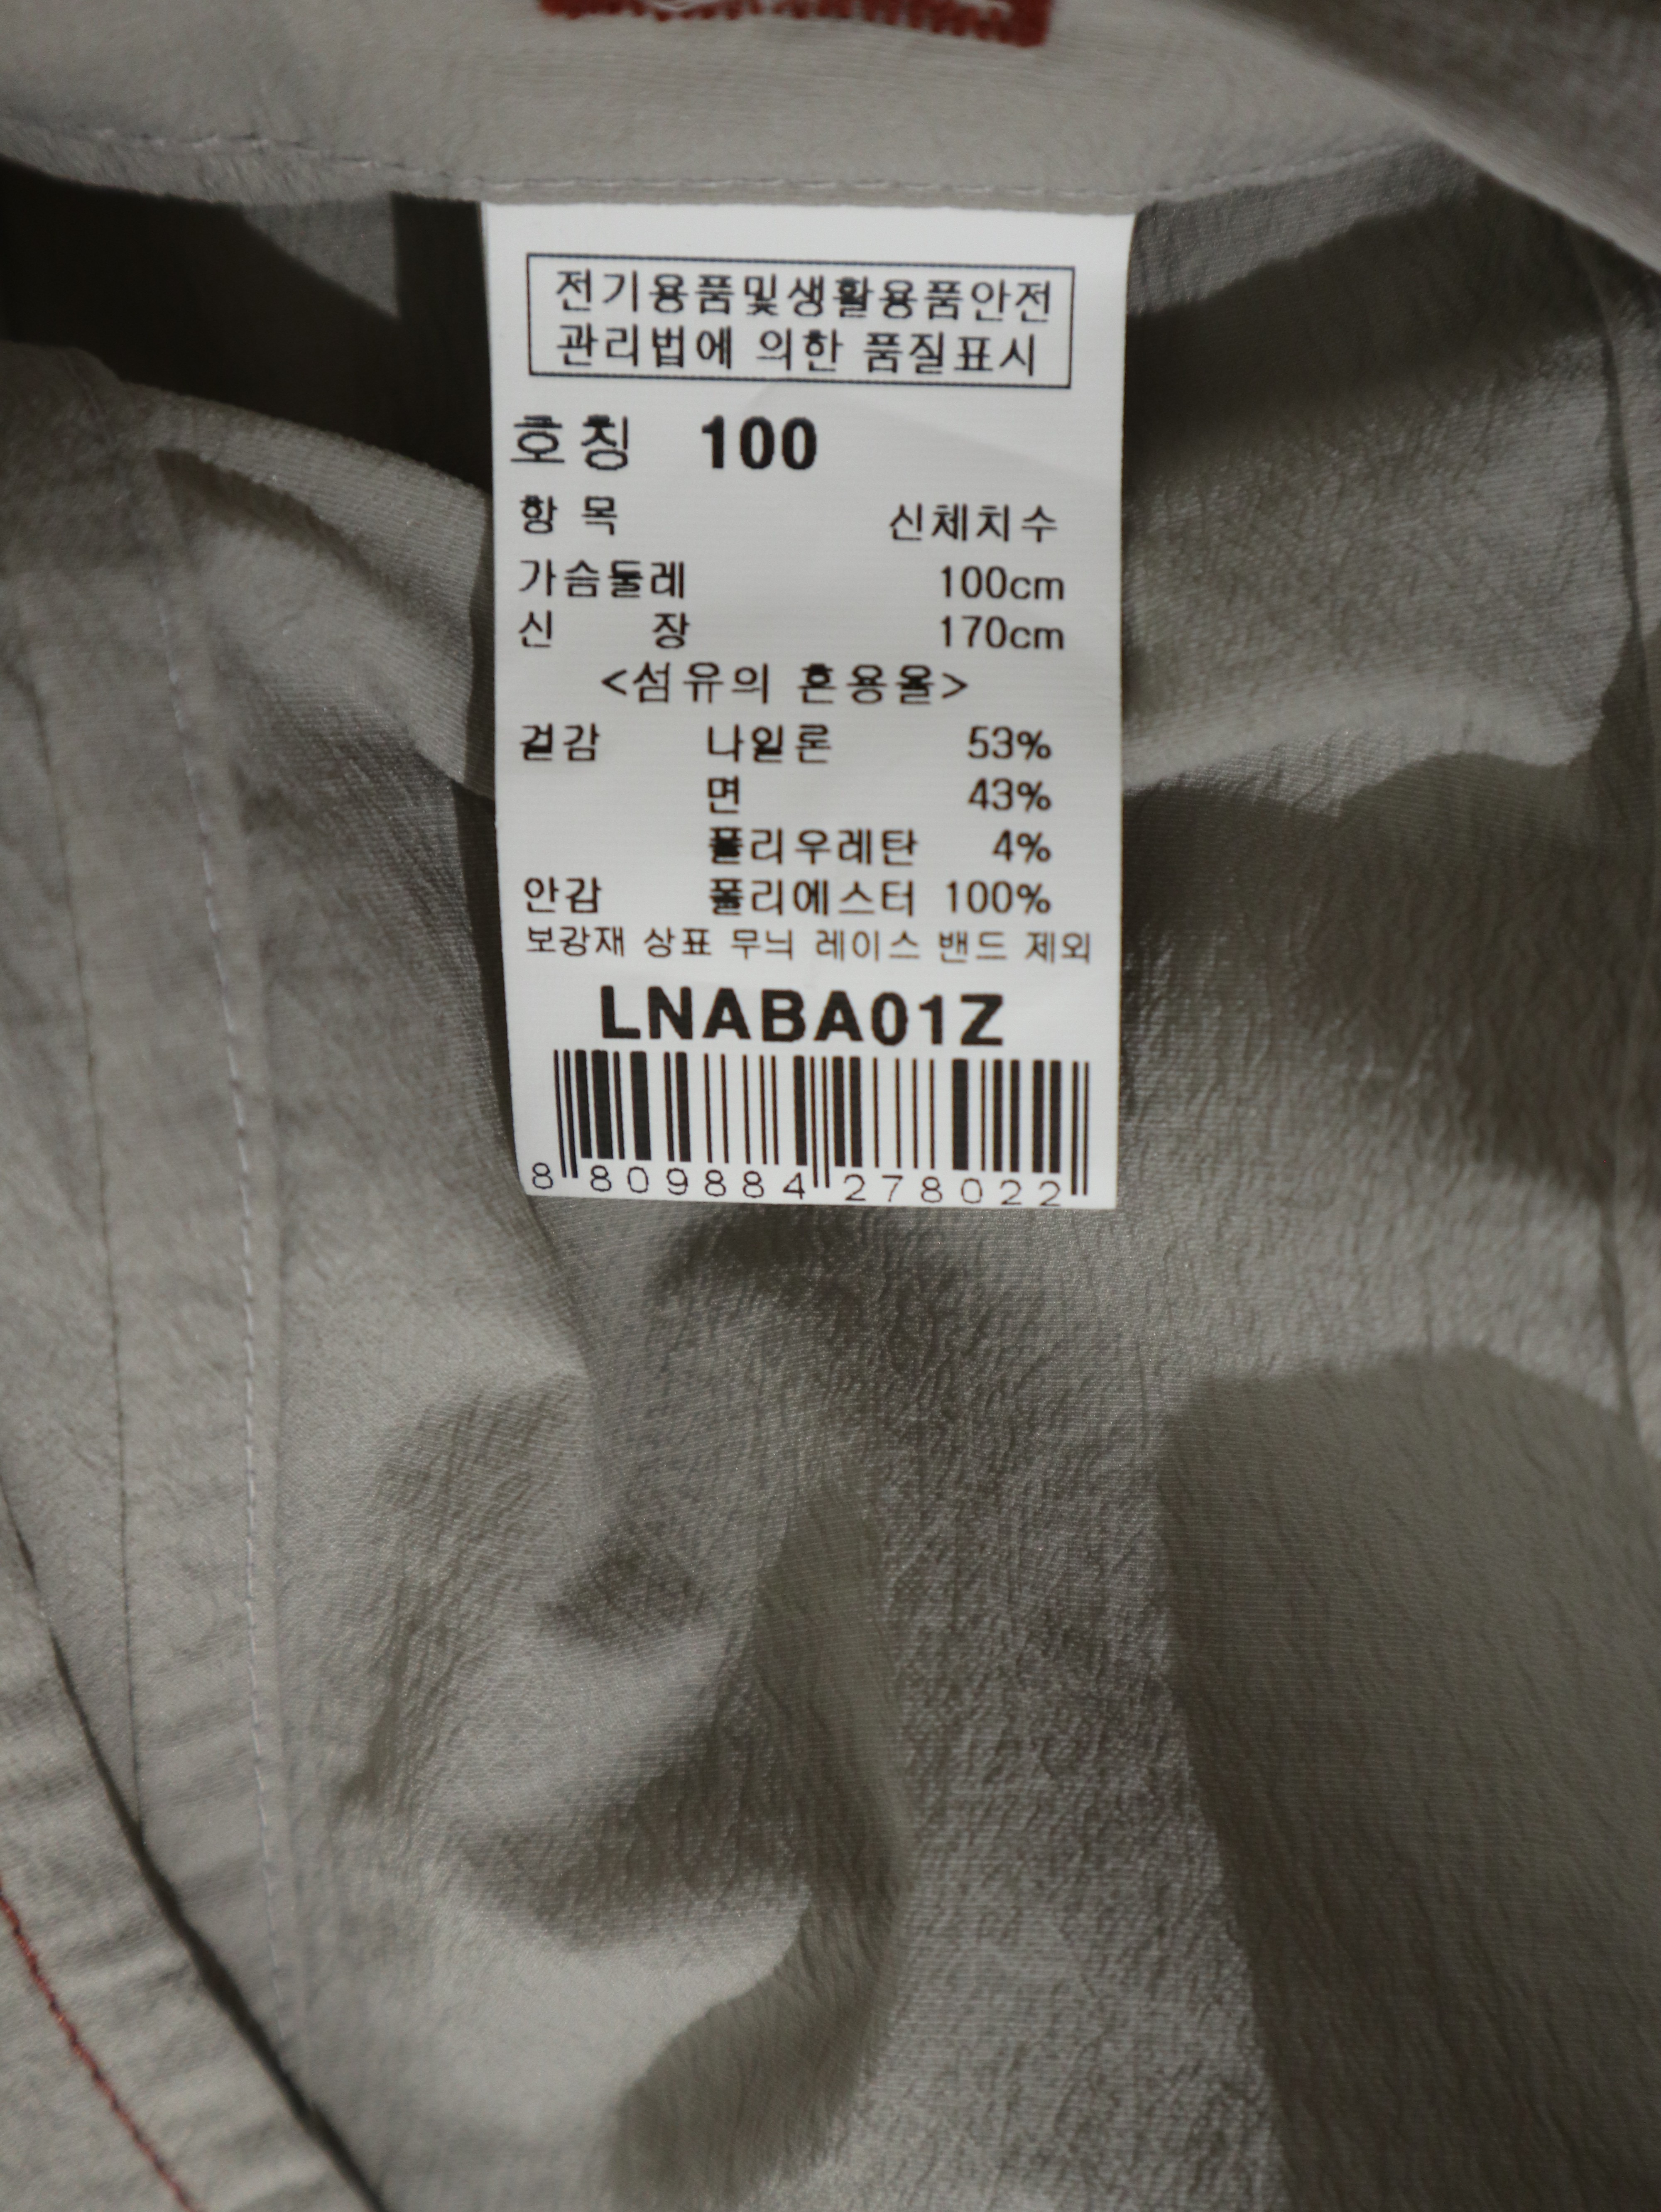 전기용품및생활용품안전
관리법에 의한 품질표시
호칭 100
항목 신체치수
가슴둘레 100cm
신 장 170cm
<섬유의 혼용율>
겉감 나일론 53%
면 43%
폴리우레탄 4%
안감 폴리에스터 100%
보강재 상표 무늬 레이스 밴드 제외
LNABA01Z
8 809884 278022